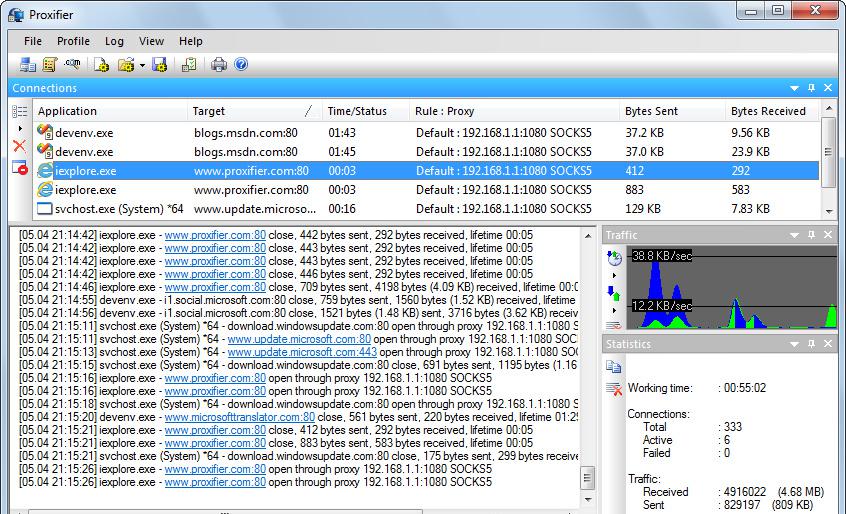 Proxifier
File Profile Log View Help
.com
Connections
Application Target Time/Status Rule : Proxy Bytes Sent Bytes Received
devenv.exe blogs.msdn.com:80 01:43 Default : 192.168.1.1:1080 SOCKS5 37.2 KB 9.56 KB
devenv.exe blogs.msdn.com:80 01:45 Default : 192.168.1.1:1080 SOCKS5 37.0 KB 23.9 KB
iexplore.exe www.proxifier.com:80 00:03 Default : 192.168.1.1:1080 SOCKS5 412 292
iexplore.exe www.proxifier.com:80 00:03 Default : 192.168.1.1:1080 SOCKS5 883 583
svchost.exe (System) *64 www.update.microso... 00:16 Default : 192.168.1.1:1080 SOCKS5 129 KB 7.83 KB
[05.04 21:14:42] iexplore.exe - www.proxifier.com:80 close, 442 bytes sent, 292 bytes received, lifetime 00:05
[05.04 21:14:42] iexplore.exe - www.proxifier.com:80 close, 443 bytes sent, 292 bytes received, lifetime 00:05
[05.04 21:14:42] iexplore.exe - www.proxifier.com:80 close, 446 bytes sent, 292 bytes received, lifetime 00:05
[05.04 21:14:46] iexplore.exe - www.proxifier.com:80 close, 709 bytes sent, 4198 bytes (4.09 KB) received, lifetime 00:0
[05.04 21:14:55] devenv.exe - i1.social.microsoft.com:80 close, 759 bytes sent, 1560 bytes (1.52 KB) received, lifetime
[05.04 21:14:56] iexplore.exe - www.proxifier.com:80 close, 1521 bytes (1.48 KB) sent, 3716 bytes (3.62 KB) receive
[05.04 21:15:11] svchost.exe (System) *64 - download.windowsupdate.com:80 open through proxy 192.168.1.1:1080
[05.04 21:15:11] svchost.exe (System) *64 - www.update.microsoft.com:80 open through proxy 192.168.1.1:1080 SOC
[05.04 21:15:13] svchost.exe (System) *64 - www.update.microsoft.com:443 open through proxy 192.168.1.1:1080 SO
[05.04 21:15:15] svchost.exe (System) *64 - download.windowsupdate.com:80 close, 691 bytes sent, 1195 bytes (1.16
[05.04 21:15:16] iexplore.exe - www.proxifier.com:80 open through proxy 192.168.1.1:1080 SOCKS5
[05.04 21:15:16] iexplore.exe - www.proxifier.com:80 open through proxy 192.168.1.1:1080 SOCKS5
[05.04 21:15:18] svchost.exe (System) *64 - download.windowsupdate.com:80 open through proxy 192.168.1.1:1080 S
[05.04 21:15:20] devenv.exe - www.microsofttranslator.com:80 close, 561 bytes sent, 220 bytes received, lifetime 01:29
[05.04 21:15:21] iexplore.exe - www.proxifier.com:80 close, 412 bytes sent, 292 bytes received, lifetime 00:05
[05.04 21:15:21] iexplore.exe - www.proxifier.com:80 close, 883 bytes sent, 583 bytes received, lifetime 00:05
[05.04 21:15:21] svchost.exe (System) *64 - download.windowsupdate.com:80 close, 175 bytes sent, 299 bytes receive
[05.04 21:15:26] iexplore.exe - www.proxifier.com:80 open through proxy 192.168.1.1:1080 SOCKS5
[05.04 21:15:26] iexplore.exe - www.proxifier.com:80 open through proxy 192.168.1.1:1080 SOCKS5
Traffic
38.8 KB/sec
12.2 KB/sec
Statistics
Working time: : 00:55:02
Connections:
Total : 333
Active : 6
Failed : 0
Traffic:
Received : 4916022 (4.68 MB)
Sent : 829197 (809 KB)